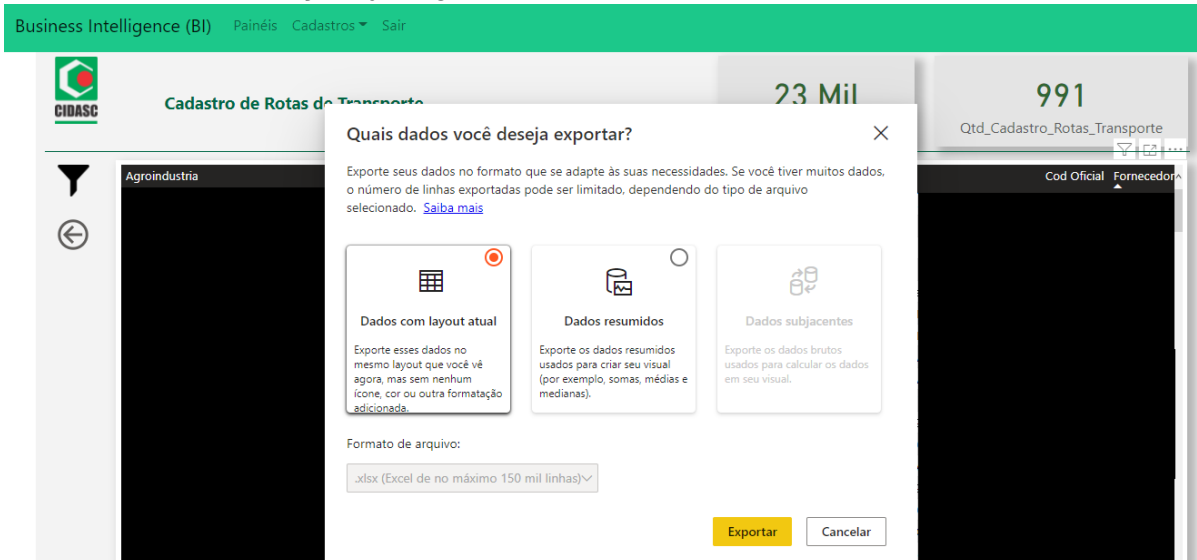 Business Intelligence (BI) Painéis Cadastros Sair
CIDASC
Cadastro de Rotas de Transporte
23 Mil
991
Qtd_Cadastro_Rotas_Transporte
Agroindustria
Cod Oficial Fornecedor
Quais dados você deseja exportar?
Exporte seus dados no formato que se adapte às suas necessidades. Se você tiver muitos dados,
o número de linhas exportadas pode ser limitado, dependendo do tipo de arquivo
selecionado. Saiba mais
Dados com layout atual
Exporte esses dados no
mesmo layout que você vê
agora, mas sem nenhum
ícone, cor ou outra formatação
adicionada.
Dados resumidos
Exporte os dados resumidos
usados para criar seu visual
(por exemplo, somas, médias e
medianas).
Dados subjacentes
Exporte os dados brutos
usados para calcular os dados
em seu visual.
Formato de arquivo:
.xlsx (Excel de no máximo 150 mil linhas)
Exportar
Cancelar